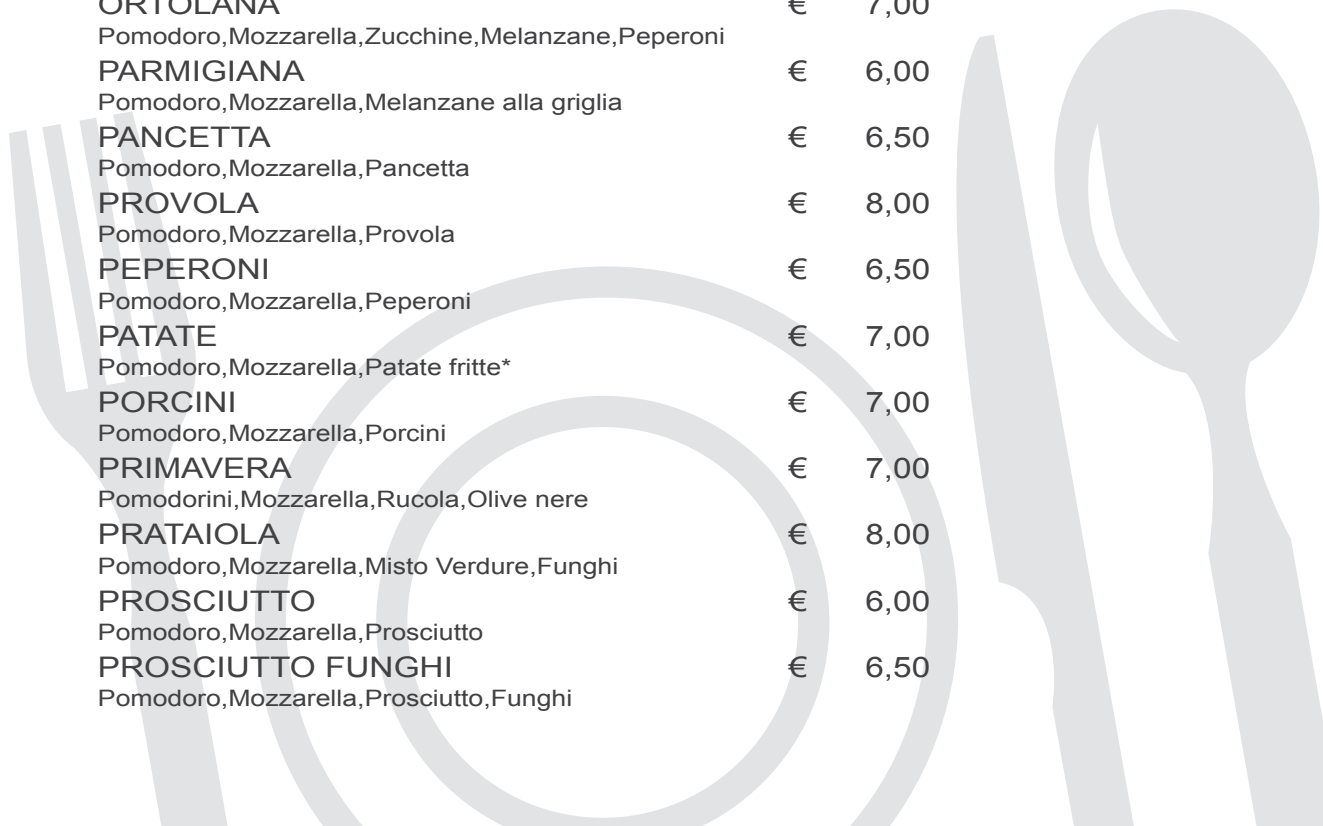 ORTOLANA € 7,00
Pomodoro,Mozzarella,Zucchine,Melanzane,Peperoni
PARMIGIANA € 6,00
Pomodoro,Mozzarella,Melanzane alla griglia
PANCETTA € 6,50
Pomodoro,Mozzarella,Pancetta
PROVOLA € 8,00
Pomodoro,Mozzarella,Provola
PEPERONI € 6,50
Pomodoro,Mozzarella,Peperoni
PATATE € 7,00
Pomodoro,Mozzarella,Patate fritte*
PORCINI € 7,00
Pomodoro,Mozzarella,Porcini
PRIMAVERA € 7,00
Pomodorini,Mozzarella,Rucola,Olive nere
PRATAIOLA € 8,00
Pomodoro,Mozzarella,Misto Verdure,Funghi
PROSCIUTTO € 6,00
Pomodoro,Mozzarella,Prosciutto
PROSCIUTTO FUNGHI € 6,50
Pomodoro,Mozzarella,Prosciutto,Funghi